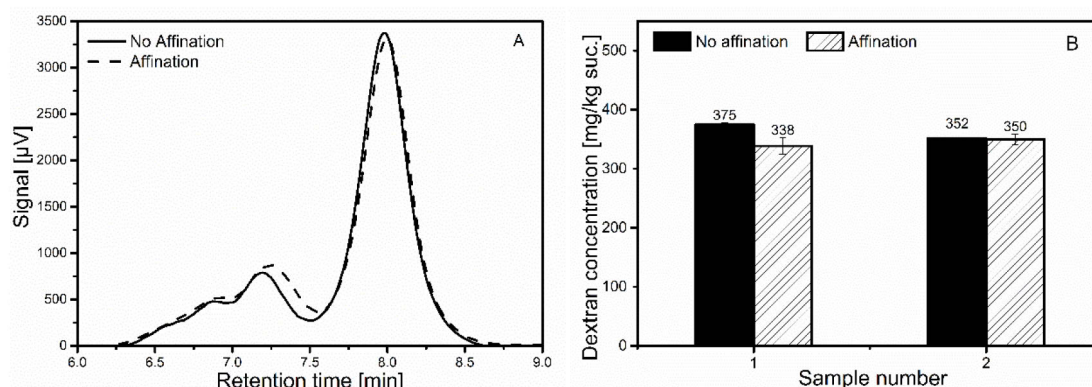 A
No Affination
Affination
Signal [µV]
3500
3000
2500
2000
1500
1000
500
0
6.0 6.5 7.0 7.5 8.0 8.5 9.0
Retention time [min]
B
No affination Affination
Dextran concentration [mg/kg suc.]
500
400
300
200
100
0
375 338 352 350
1 2
Sample number